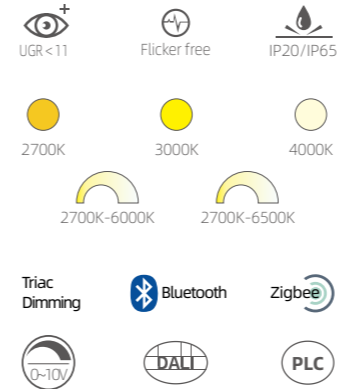 UGR<11
Flicker free
IP20/IP65
2700K
3000K
4000K
2700K-6000K
2700K-6500K
Triac
Dimming
Bluetooth
Zigbee
0~10V
DALI
PLC